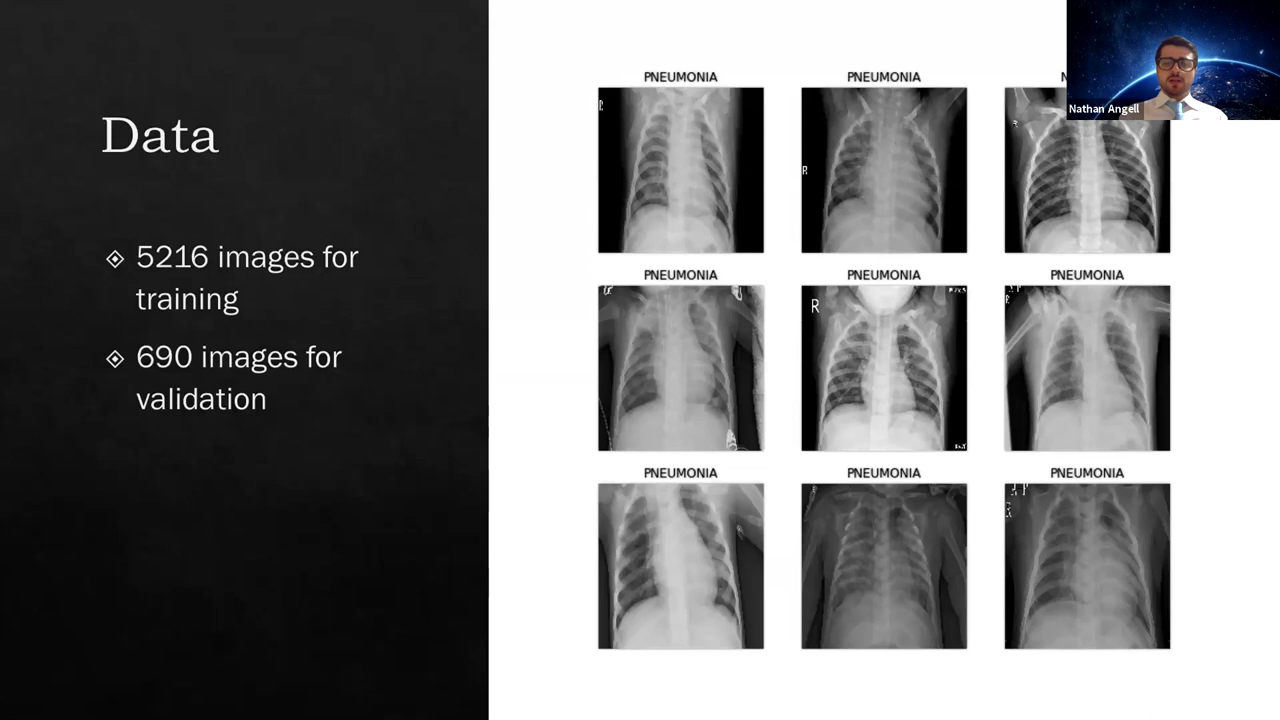 Data
5216 images for
training
690 images for
validation
PNEUMONIA
PNEUMONIA
N
Nathan Angell
R
PNEUMONIA
PNEUMONIA
PNEUMONIA
R
PNEUMONIA
PNEUMONIA
PNEUMONIA